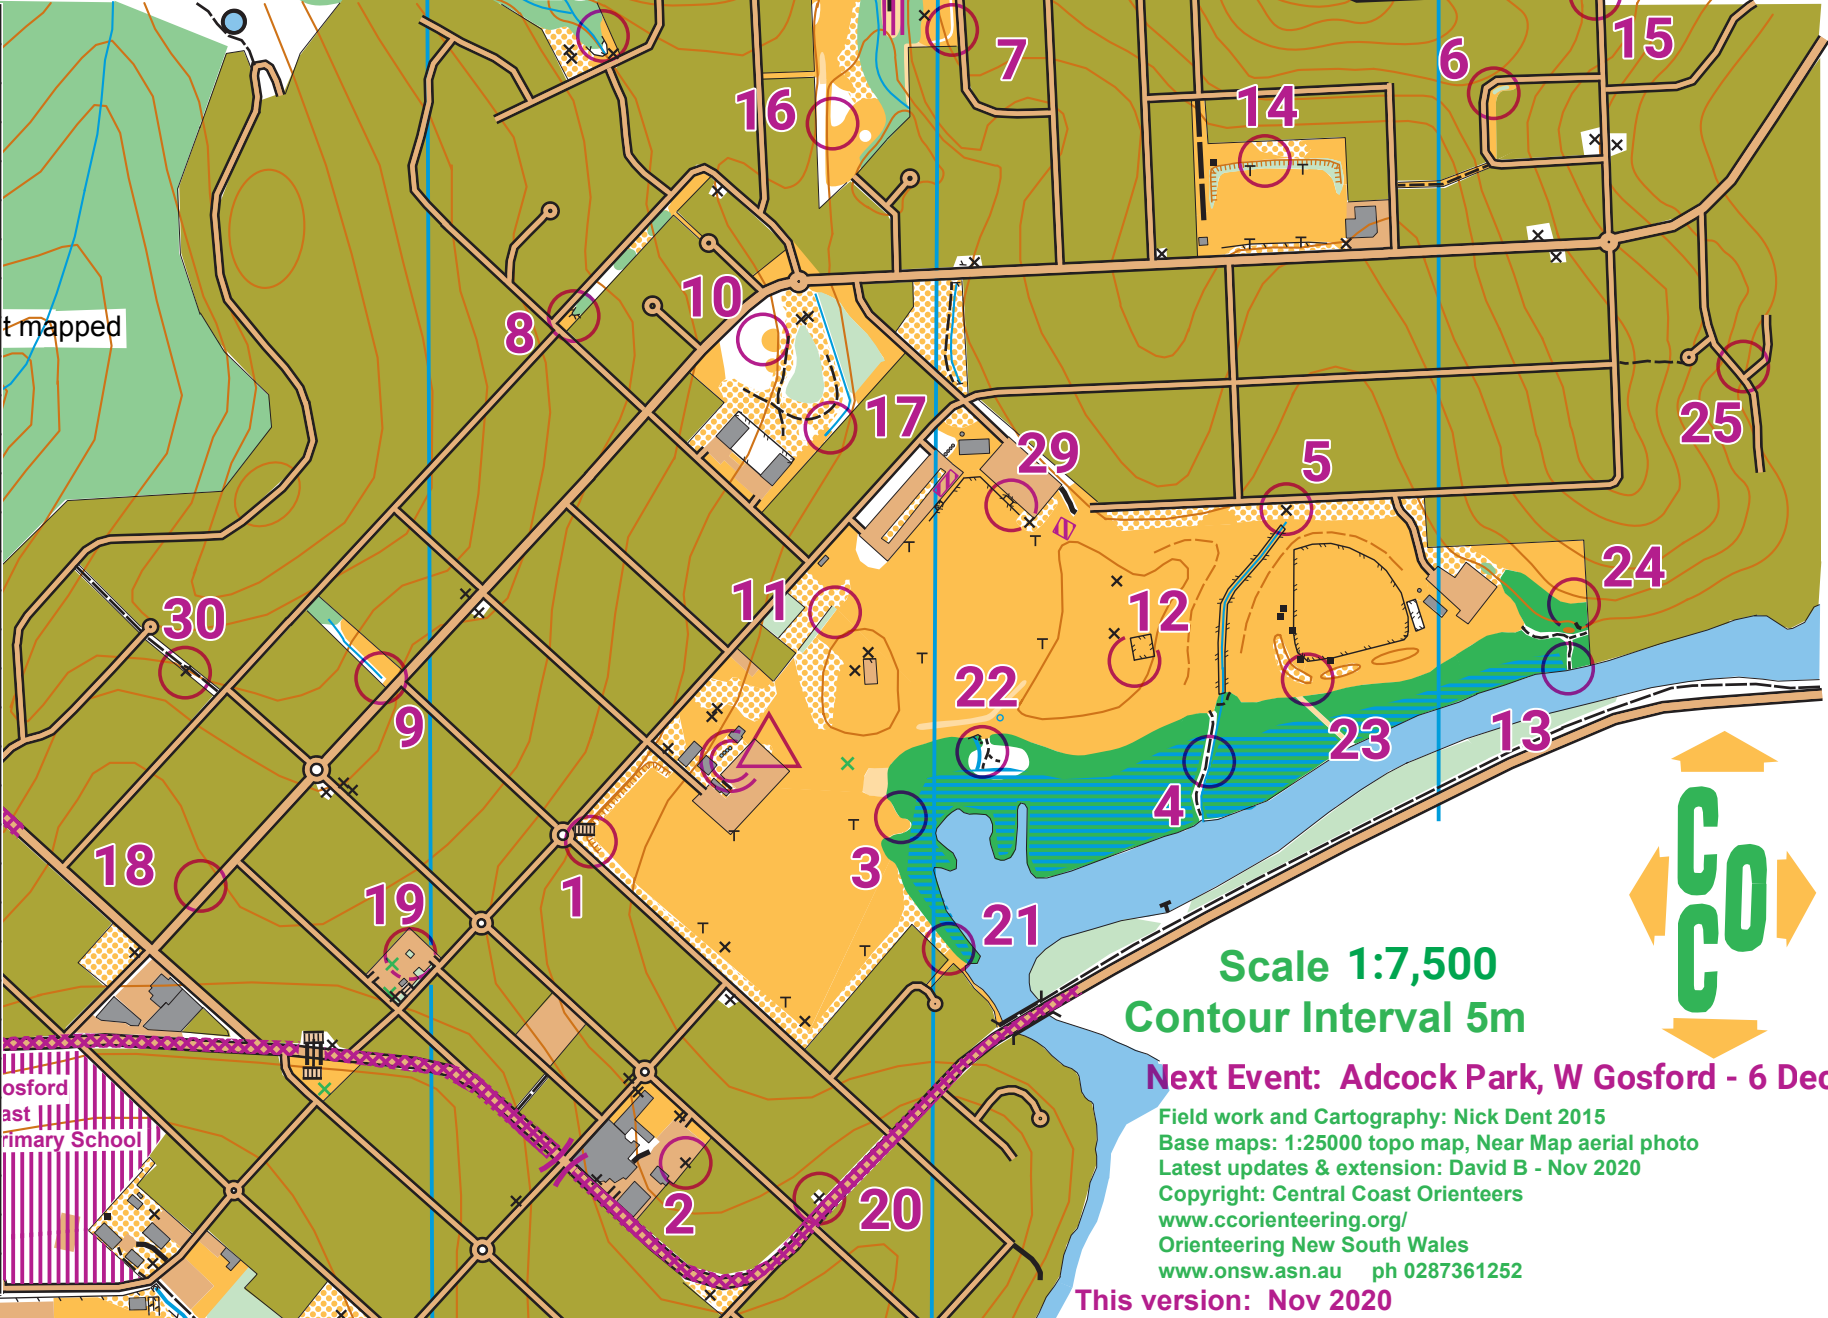 15
6
7
16
14
10
t mapped
8
17
25
29
5
24
11
12
30
22
9
23
13
4
18
3
19
1
21
C
O
C
Scale 1:7,500
Contour Interval 5m
Next Event: Adcock Park, W Gosford - 6 Dec
osford
ast
rimary School
Field work and Cartography: Nick Dent 2015
Base maps: 1:25000 topo map, Near Map aerial photo
Latest updates & extension: David B - Nov 2020
Copyright: Central Coast Orienteers
www.ccorienteering.org/
Orienteering New South Wales
www.onsw.asn.au ph 0287361252
2
20
This version: Nov 2020